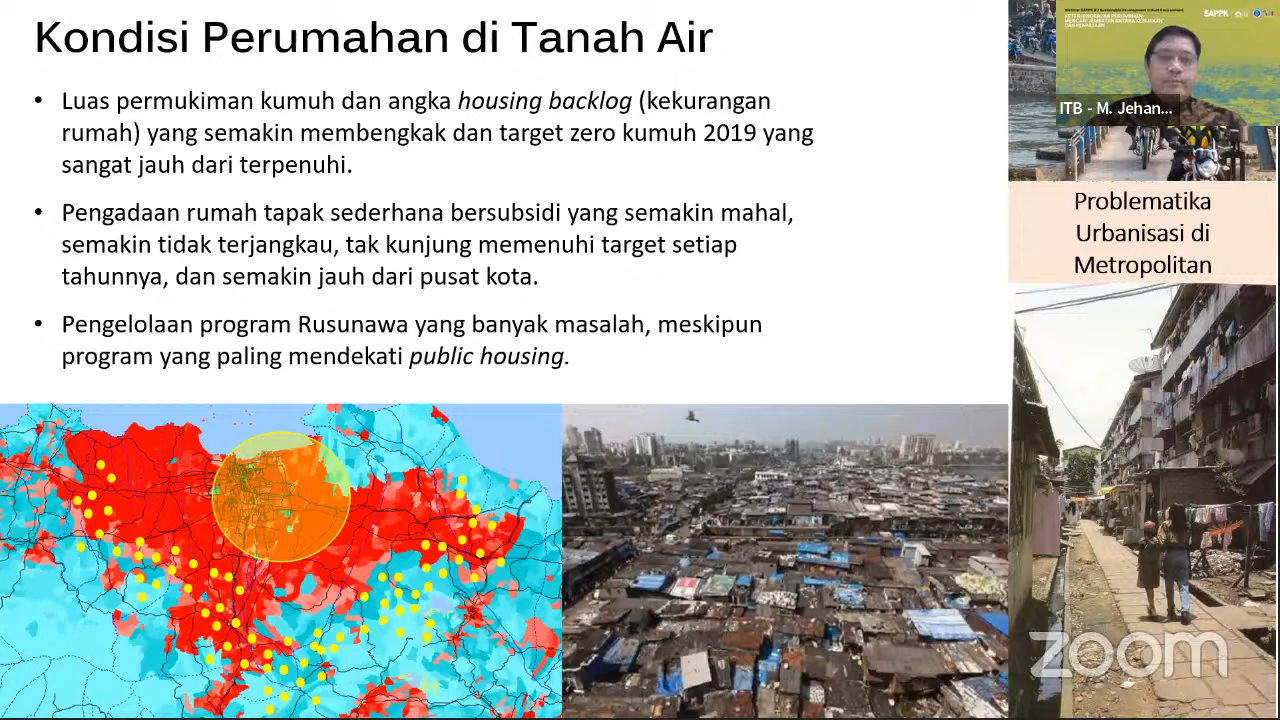 Kondisi Perumahan di Tanah Air
• Luas permukiman kumuh dan angka housing backlog (kekurangan
rumah) yang semakin membengkak dan target zero kumuh 2019 yang
sangat jauh dari terpenuhi.
• Pengadaan rumah tapak sederhana bersubsidi yang semakin mahal,
semakin tidak terjangkau, tak kunjung memenuhi target setiap
tahunnya, dan semakin jauh dari pusat kota.
• Pengelolaan program Rusunawa yang banyak masalah, meskipun
program yang paling mendekati public housing.
SAPPK
ITB - M. Jehan...
Problematika
Urbanisasi di
Metropolitan
zoom